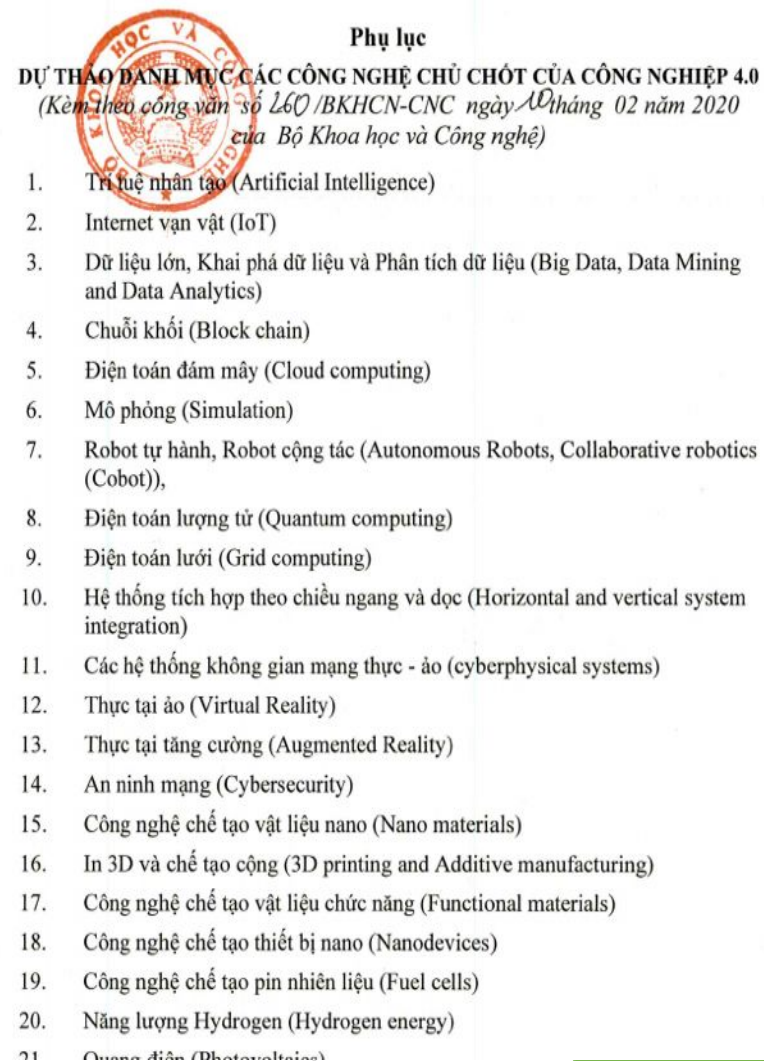 Phụ lục
DỰ THẢO DANH MỤC CÁC CÔNG NGHỆ CHỦ CHỐT CỦA CÔNG NGHIỆP 4.0
(Kèm theo công văn số 260 /BKHCN-CNC ngày 10 tháng 02 năm 2020
của Bộ Khoa học và Công nghệ)
BỘ KHOA HỌC VÀ CÔNG NGHỆ
1. Trí tuệ nhân tạo (Artificial Intelligence)
2. Internet vạn vật (IoT)
3. Dữ liệu lớn, Khai phá dữ liệu và Phân tích dữ liệu (Big Data, Data Mining
and Data Analytics)
4. Chuỗi khối (Block chain)
5. Điện toán đám mây (Cloud computing)
6. Mô phỏng (Simulation)
7. Robot tự hành, Robot cộng tác (Autonomous Robots, Collaborative robotics
(Cobot)),
8. Điện toán lượng tử (Quantum computing)
9. Điện toán lưới (Grid computing)
10. Hệ thống tích hợp theo chiều ngang và dọc (Horizontal and vertical system
integration)
11. Các hệ thống không gian mạng thực - ảo (cyberphysical systems)
12. Thực tại ảo (Virtual Reality)
13. Thực tại tăng cường (Augmented Reality)
14. An ninh mạng (Cybersecurity)
15. Công nghệ chế tạo vật liệu nano (Nano materials)
16. In 3D và chế tạo cộng (3D printing and Additive manufacturing)
17. Công nghệ chế tạo vật liệu chức năng (Functional materials)
18. Công nghệ chế tạo thiết bị nano (Nanodevices)
19. Công nghệ chế tạo pin nhiên liệu (Fuel cells)
20. Năng lượng Hydrogen (Hydrogen energy)
21. Quang điện (Photovoltaics)